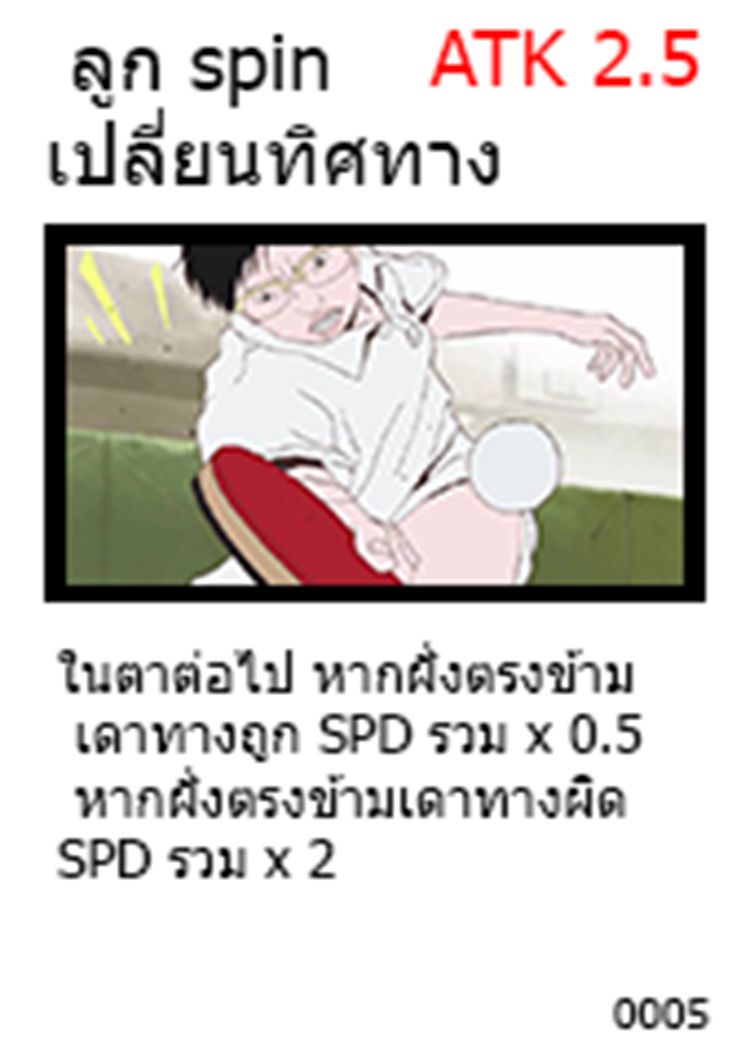 ลูก spin ATK 2.5
เปลี่ยนทิศทาง
ในตาต่อไป หากฝั่งตรงข้าม
เดาทางถูก SPD รวม x 0.5
หากฝั่งตรงข้ามเดาทางผิด
SPD รวม x 2
0005